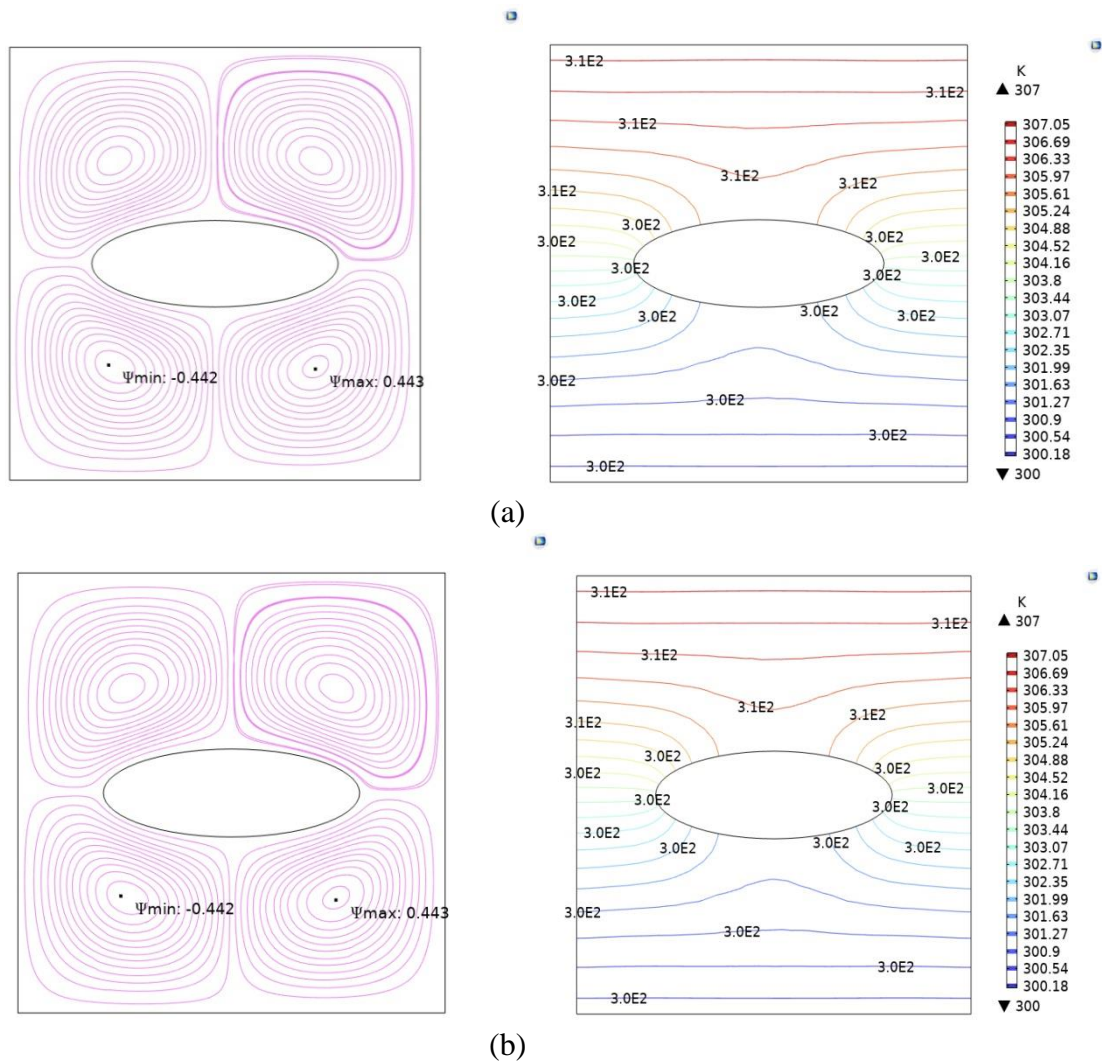 3.1E2
K
3.1E2
307
3.1E2
307.05
306.69
306.33
3.1E2
3.1E2
305.97
3.1E2
305.61
305.24
3.0E2
304.88
3.0E2
304.52
3.0E2
3.0E2
304.16
3.0E2
3.0E2
303.8
303.44
3.0E2
3.0E2
303.07
3.0E2
3.0E2
302.71
302.35
301.99
Ψmin: -0.442
Ψmax: 0.443
3.0E2
301.63
3.0E2
301.27
300.9
3.0E2
300.54
3.0E2
300.18
300
(a)
3.1E2
K
3.1E2
307
3.1E2
307.05
306.69
306.33
3.1E2
3.1E2
305.97
3.1E2
305.61
305.24
3.0E2
304.88
3.0E2
304.52
3.0E2
3.0E2
304.16
3.0E2
3.0E2
303.8
303.44
3.0E2
3.0E2
303.07
3.0E2
3.0E2
302.71
302.35
301.99
Ψmin: -0.442
Ψmax: 0.443
3.0E2
301.63
3.0E2
301.27
300.9
3.0E2
300.54
3.0E2
300.18
300
(b)